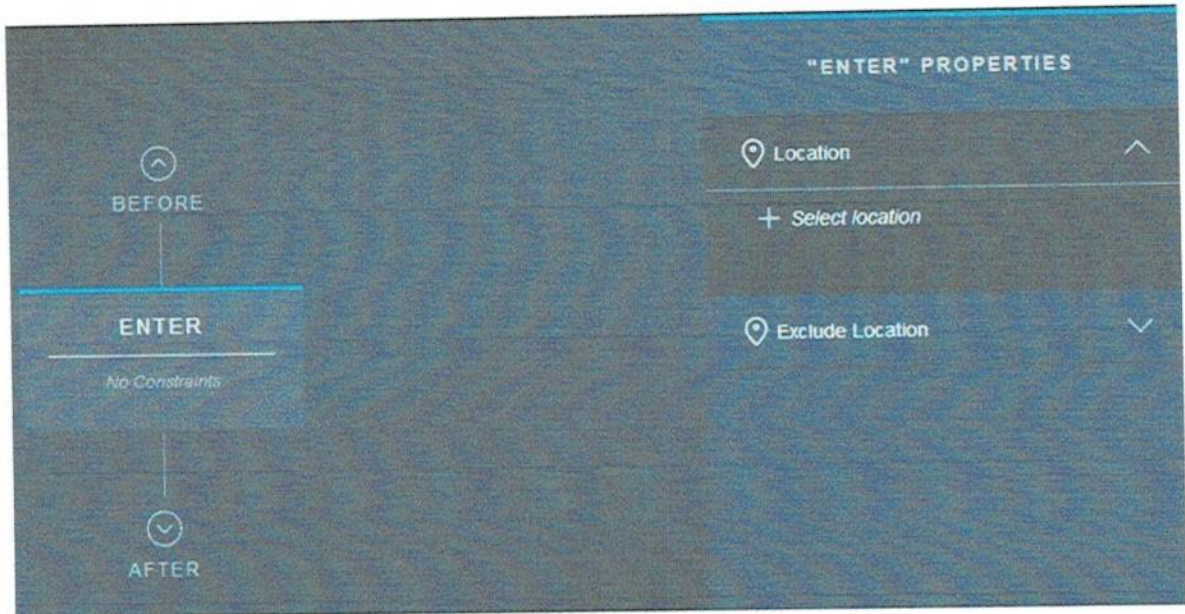 "ENTER" PROPERTIES
Location
Select location
Exclude Location
BEFORE
ENTER
No Constraints
AFTER